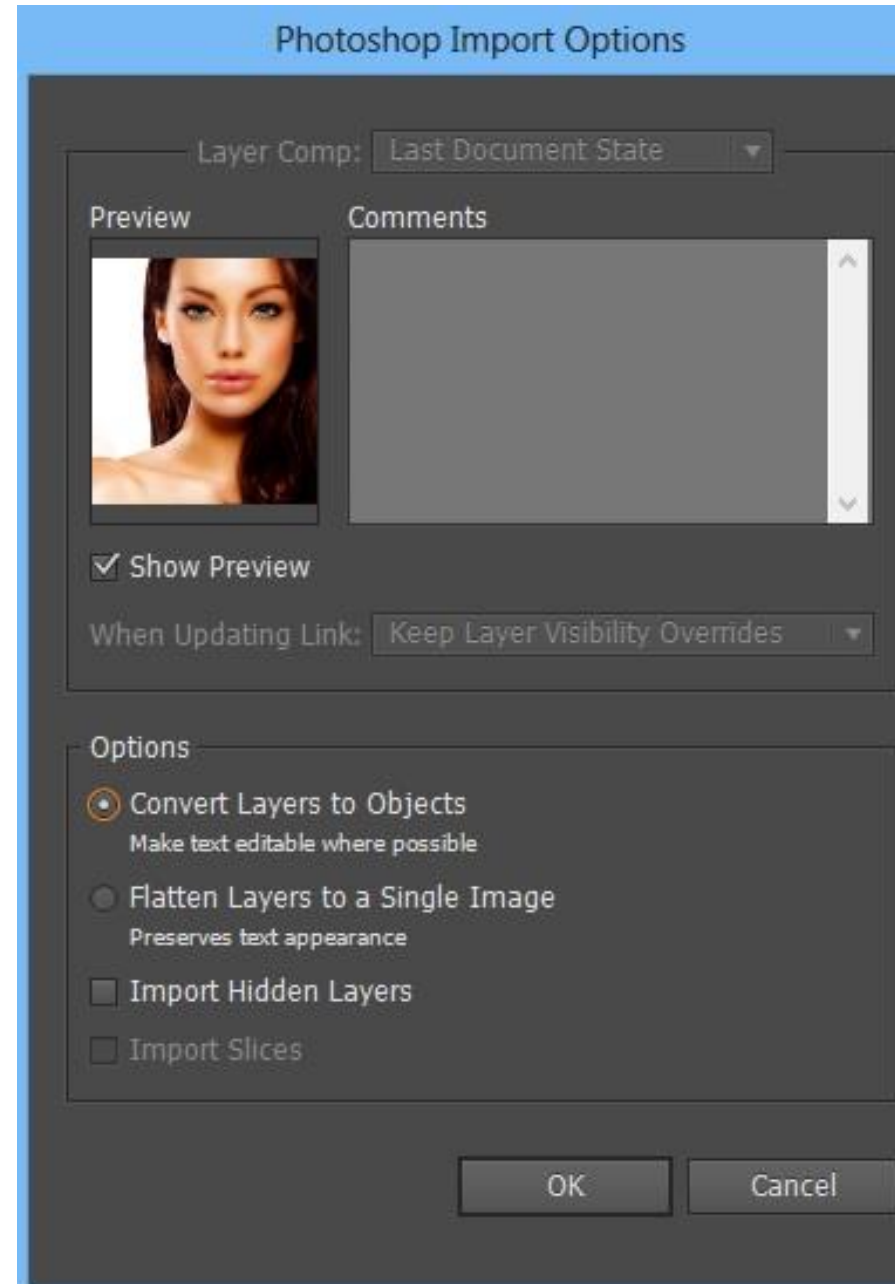 Photoshop Import Options
Layer Comp: Last Document State
Preview Comments
Show Preview
When Updating Link: Keep Layer Visibility Overrides
Options
Convert Layers to Objects
Make text editable where possible
Flatten Layers to a Single Image
Preserves text appearance
Import Hidden Layers
Import Slices
OK Cancel